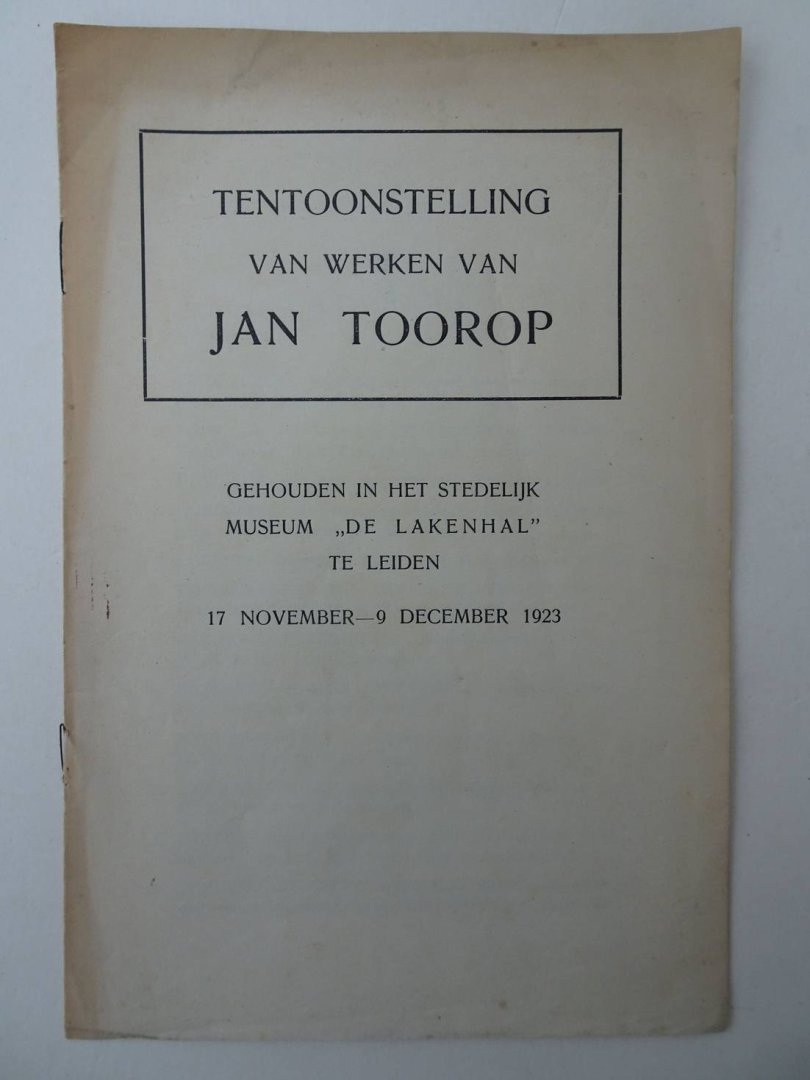 TENTOONSTELLING
VAN WERKEN VAN
JAN TOOROP
GEHOUDEN IN HET STEDELIJK
MUSEUM „DE LAKENHAL”
TE LEIDEN
17 NOVEMBER—9 DECEMBER 1923